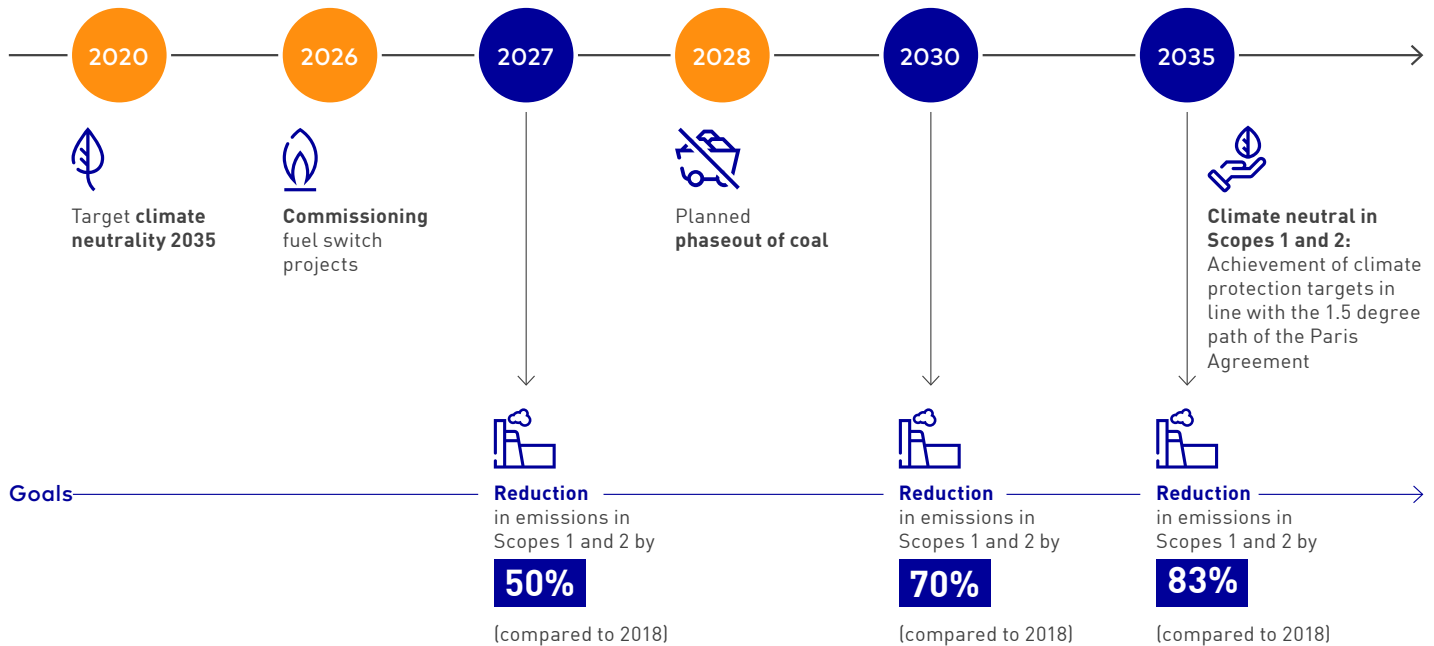 2020
2026
2027
2028
2030
2035
Target climate
neutrality 2035
Commissioning
fuel switch
projects
Planned
phaseout of coal
Climate neutral in
Scopes 1 and 2:
Achievement of climate
protection targets in
line with the 1.5 degree
path of the Paris
Agreement
Goals
Reduction
in emissions in
Scopes 1 and 2 by
50%
(compared to 2018)
Reduction
in emissions in
Scopes 1 and 2 by
70%
(compared to 2018)
Reduction
in emissions in
Scopes 1 and 2 by
83%
(compared to 2018)